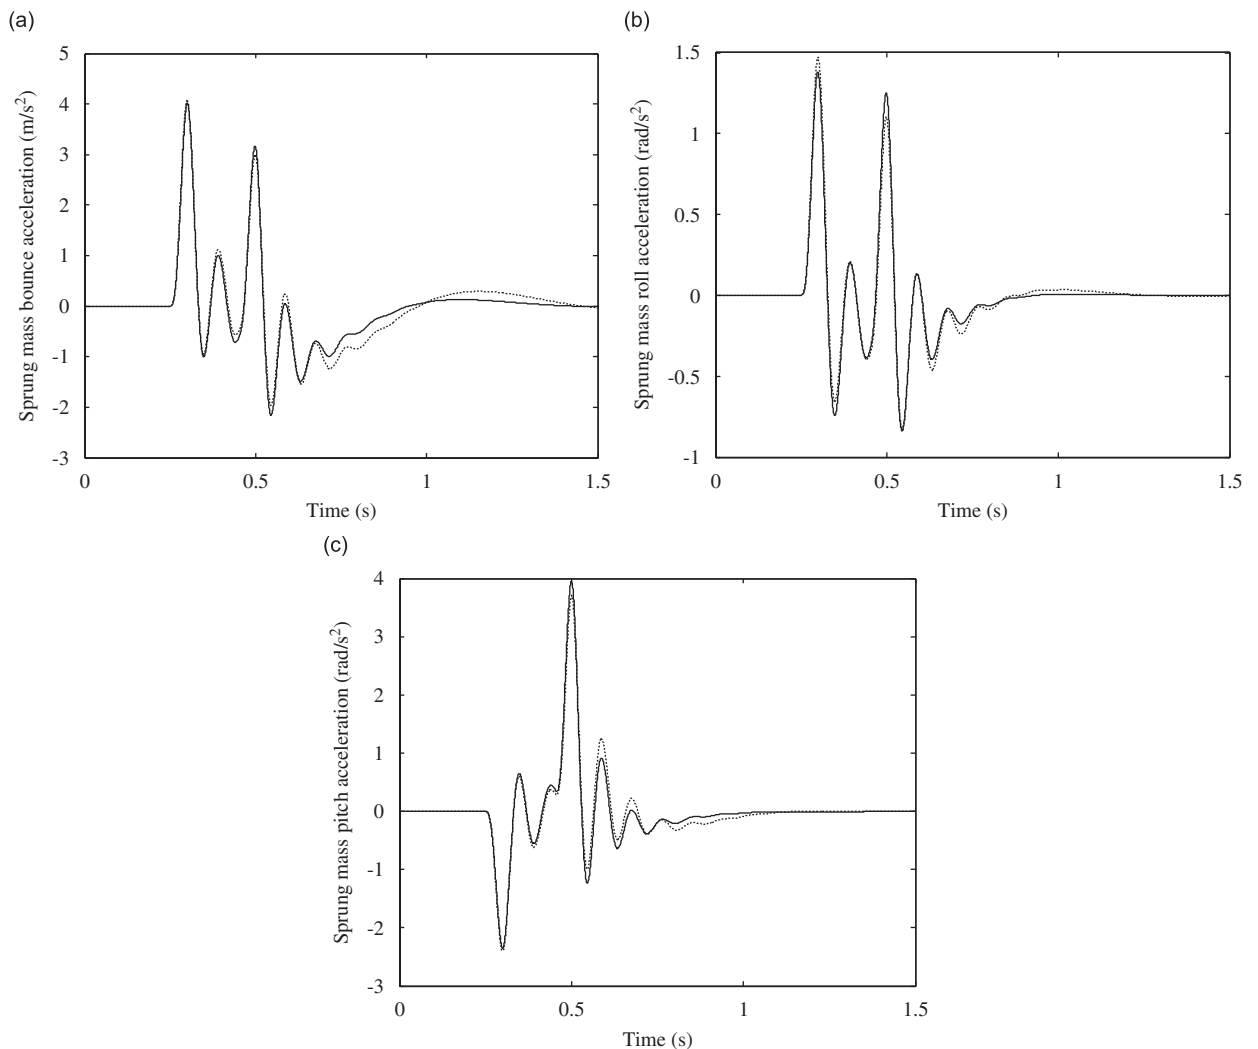 (a)
5
4
3
2
1
0
-1
-2
-3
Sprung mass bounce acceleration (m/s²)
0 0.5 1 1.5
Time (s)
(b)
1.5
1
0.5
0
-0.5
-1
Sprung mass roll acceleration (rad/s²)
0 0.5 1 1.5
Time (s)
(c)
4
3
2
1
0
-1
-2
-3
Sprung mass pitch acceleration (rad/s²)
0 0.5 1 1.5
Time (s)